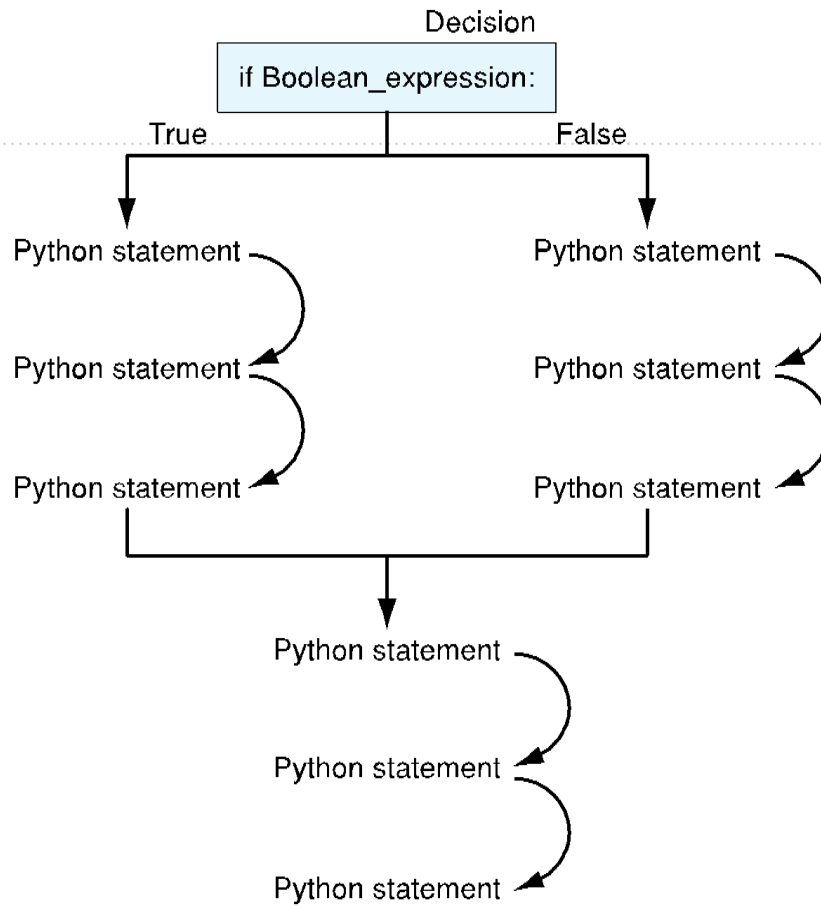 Decision
if Boolean_expression:
True
False
Python statement
Python statement
Python statement
Python statement
Python statement
Python statement
Python statement
Python statement
Python statement